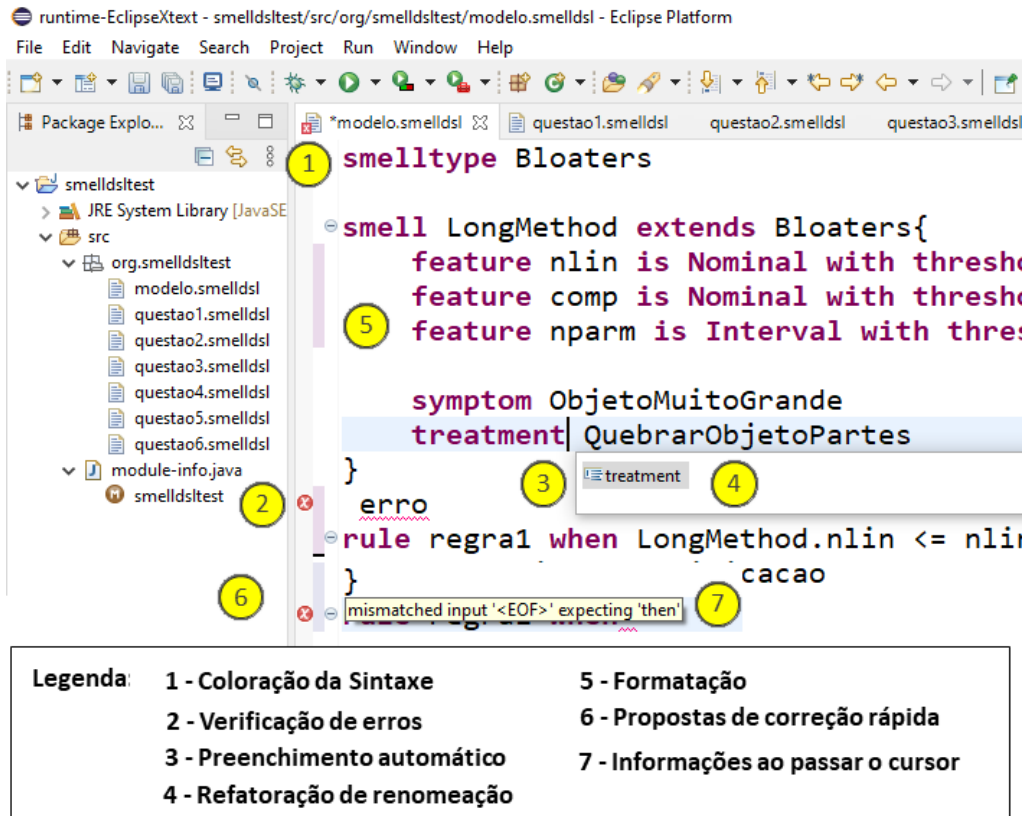 runtime-EclipseXtext - smelldsltest/src/org/smelldsltest/modelo.smelldsl - Eclipse Platform
File Edit Navigate Search Project Run Window Help
Package Explo... *modelo.smelldsl questao1.smelldsl questao2.smelldsl questao3.smelldsl
smelldsltest
JRE System Library [JavaSE
src
org.smelldsltest
modelo.smelldsl
questao1.smelldsl
questao2.smelldsl
questao3.smelldsl
questao4.smelldsl
questao5.smelldsl
questao6.smelldsl
module-info.java
smelldsltest
1 smelltype Bloaters
smell LongMethod extends Bloaters{
feature nlin is Nominal with thresho
feature comp is Nominal with thresho
5 feature nparm is Interval with thres
symptom ObjetoMuitoGrande
treatment QuebrarObjetoPartes
}
3 treatment 4
2 erro
rule regra1 when LongMethod.nlin <= nlin
} cacao
6 mismatched input '<EOF>' expecting 'then' 7
Legenda:
1 - Coloração da Sintaxe
2 - Verificação de erros
3 - Preenchimento automático
4 - Refatoração de renomeação
5 - Formatação
6 - Propostas de correção rápida
7 - Informações ao passar o cursor